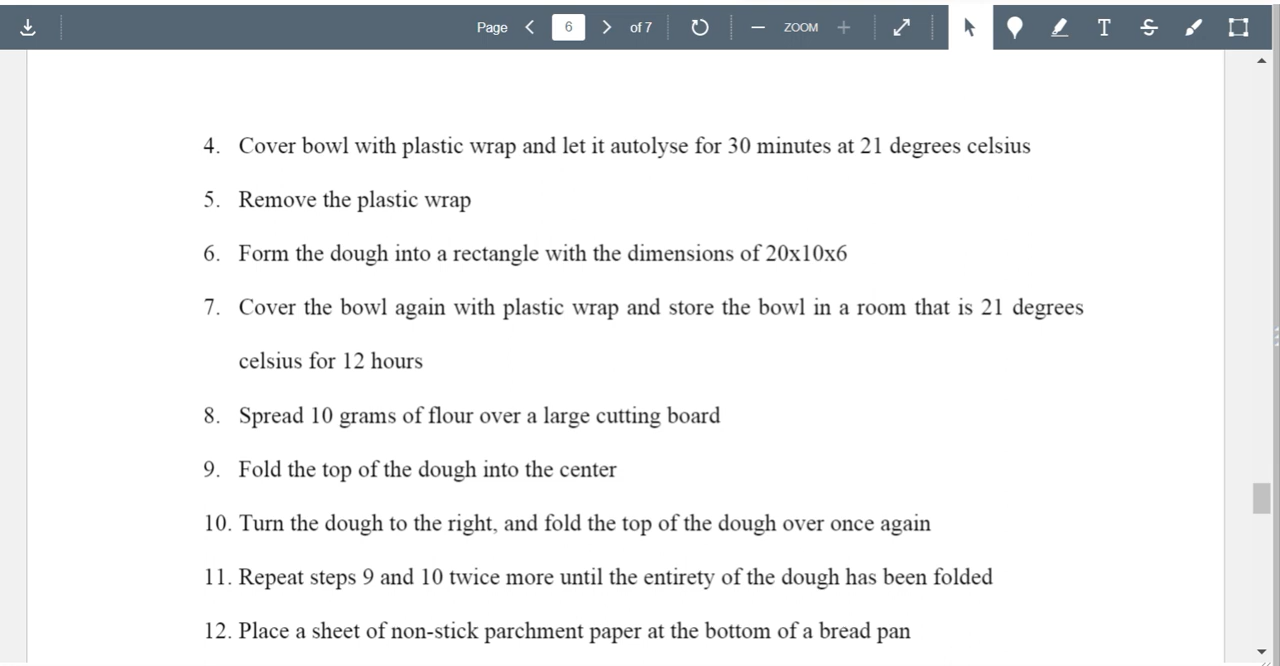 Page 6 of 7 ZOOM T S
4. Cover bowl with plastic wrap and let it autolyse for 30 minutes at 21 degrees celsius
5. Remove the plastic wrap
6. Form the dough into a rectangle with the dimensions of 20x10x6
7. Cover the bowl again with plastic wrap and store the bowl in a room that is 21 degrees
celsius for 12 hours
8. Spread 10 grams of flour over a large cutting board
9. Fold the top of the dough into the center
10. Turn the dough to the right, and fold the top of the dough over once again
11. Repeat steps 9 and 10 twice more until the entirety of the dough has been folded
12. Place a sheet of non-stick parchment paper at the bottom of a bread pan